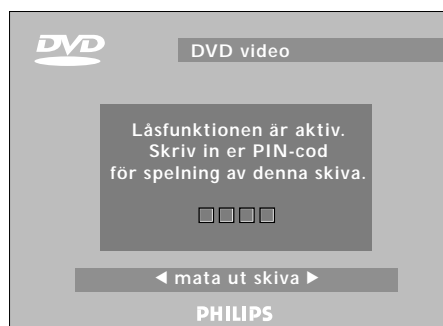 DVD
DVD video
Låsfunktionen är aktiv.
Skriv in er PIN-cod
för spelning av denna skiva.
mata ut skiva
PHILIPS